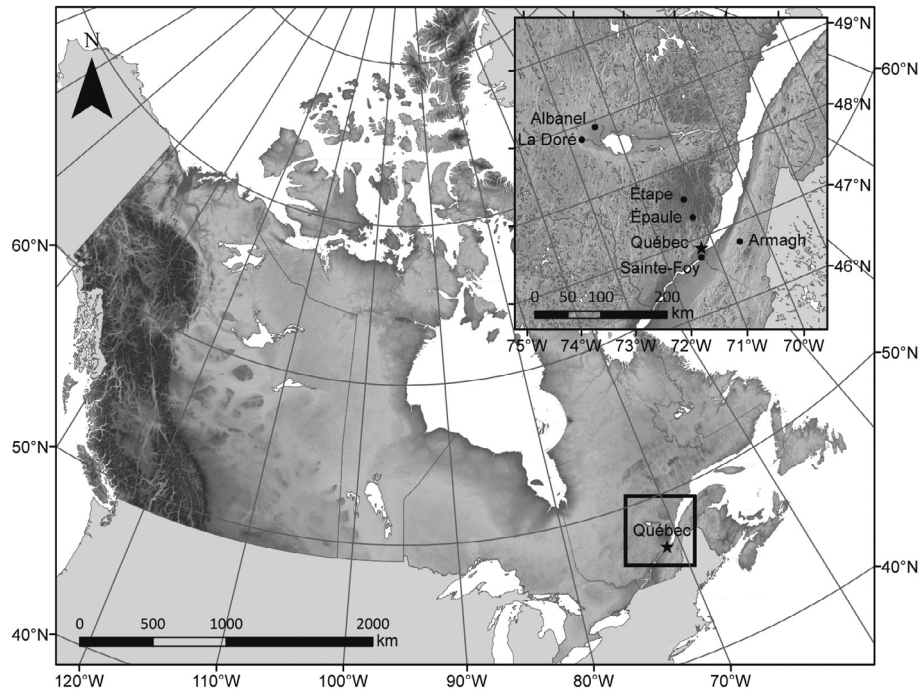 N
49°N
60°N
48°N
Albanel
La Doré
47°N
Étape
Épaule
Québec
Armagh
60°N
46°N
Sainte-Foy
0 50 100 200
km
75°W 74°W 73°W 72°W 71°W 70°W
50°N
50°N
Québec
40°N
0 500 1000 2000
km
40°N
120°W 110°W 100°W 90°W 80°W 70°W